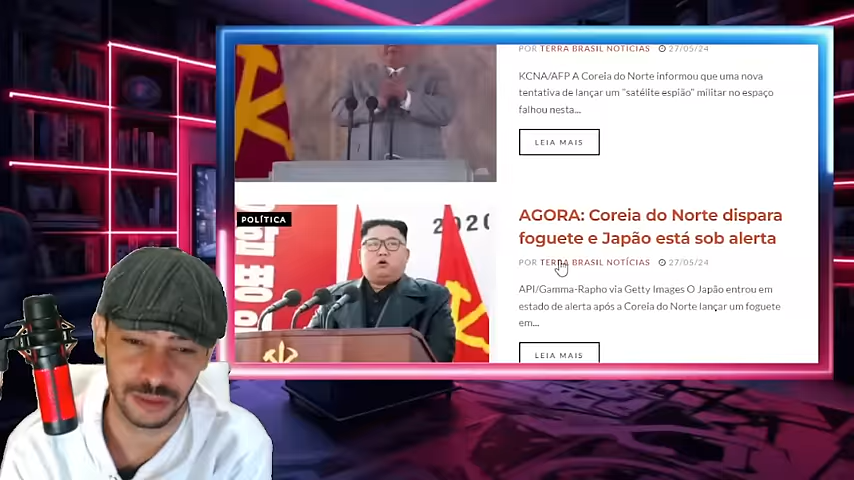 POR TERRA BRASIL NOTÍCIAS 27/05/24
KCNA/AFP A Coreia do Norte informou que uma nova
tentativa de lançar um "satélite espião" militar no espaço
falhou nesta...
LEIA MAIS
POLÍTICA
2020
AGORA: Coreia do Norte dispara
foguete e Japão está sob alerta
POR TERRA BRASIL NOTÍCIAS 27/05/24
API/Gamma-Rapho via Getty Images O Japão entrou em
estado de alerta após a Coreia do Norte lançar um foguete
em...
LEIA MAIS